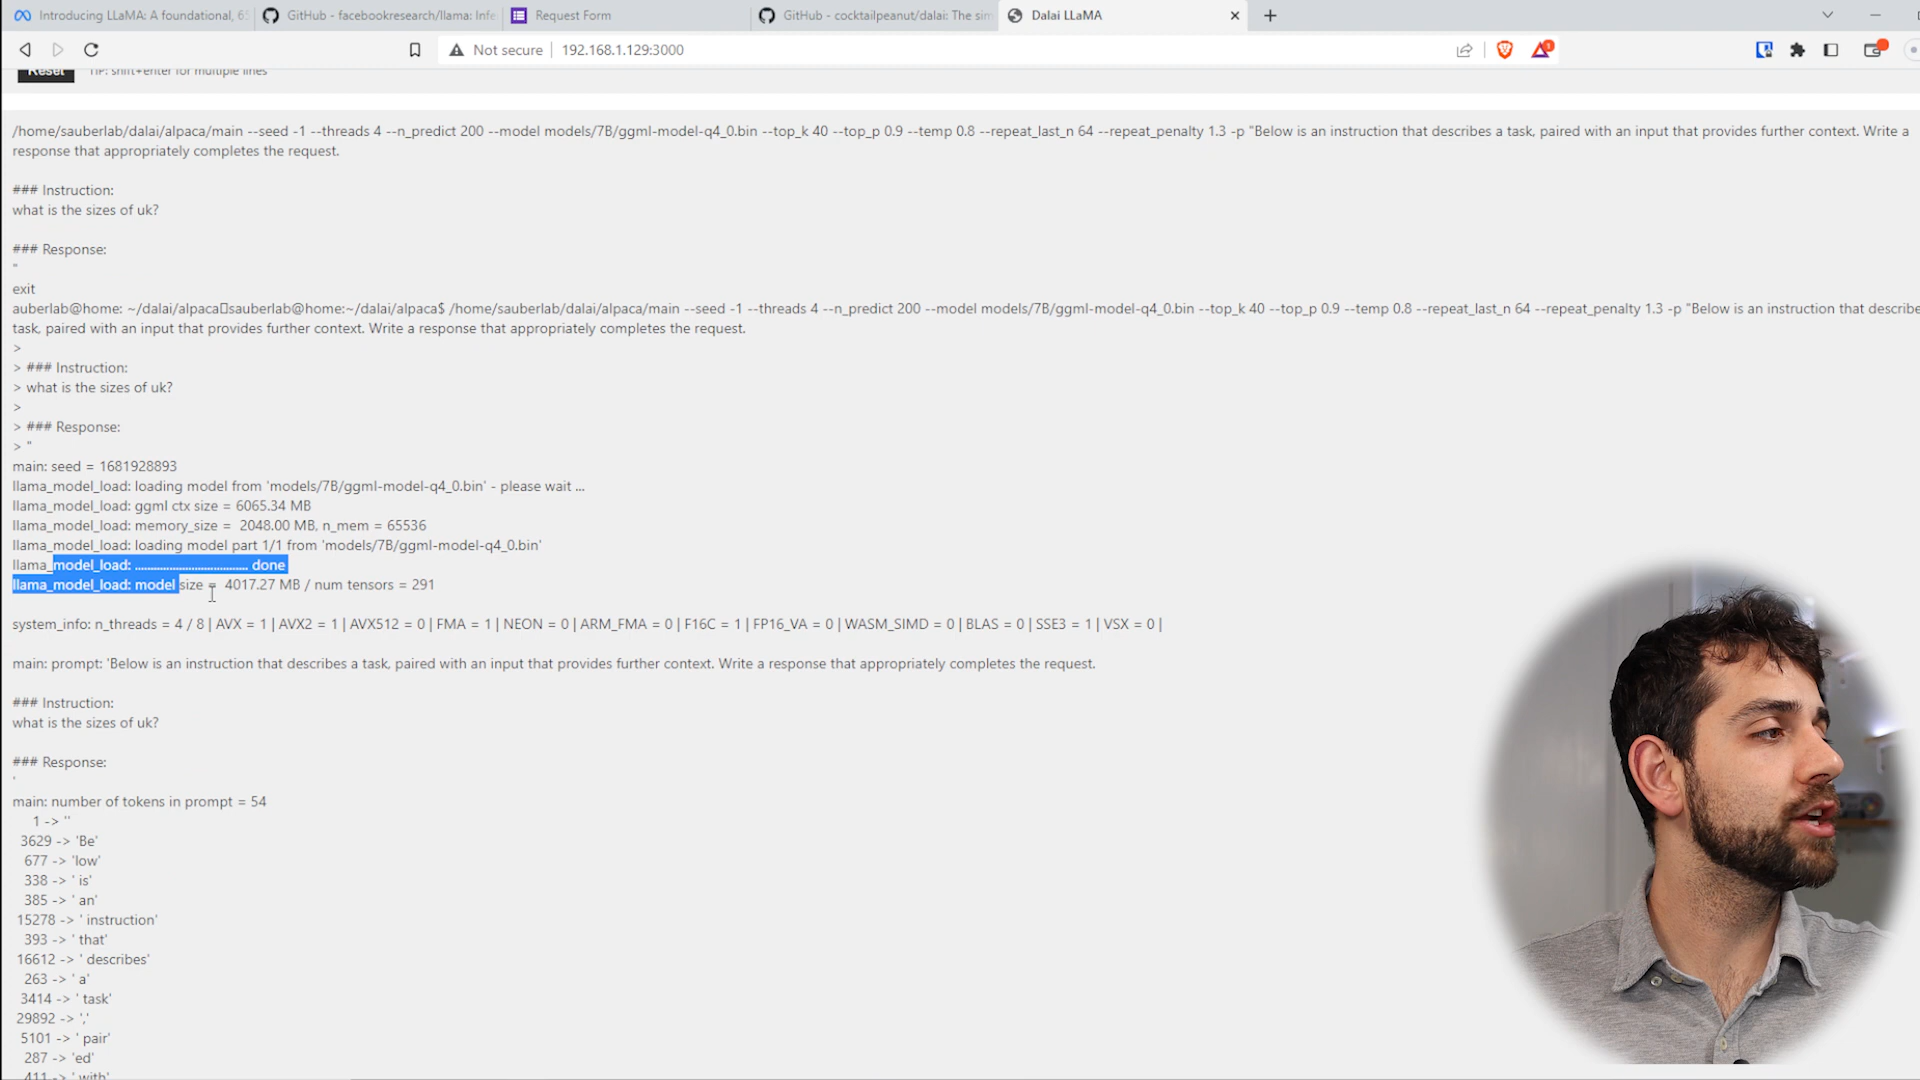 Introducing LLaMA: A foundational, 65
GitHub - facebookresearch/llama: Infe
Request Form
GitHub - cocktailpeanut/dalai: The sim
Dalai LLaMA
Not secure
192.168.1.129:3000
1
Reset
TIP: shift+enter for multiple lines
/home/sauberlab/dalai/alpaca/main --seed -1 --threads 4 --n_predict 200 --model models/7B/ggml-model-q4_0.bin --top_k 40 --top_p 0.9 --temp 0.8 --repeat_last_n 64 --repeat_penalty 1.3 -p "Below is an instruction that describes a task, paired with an input that provides further context. Write a
response that appropriately completes the request.
### Instruction:
what is the sizes of uk?
### Response:
"
exit
auberlab@home: ~/dalai/alpaca▯sauberlab@home:~/dalai/alpaca$ /home/sauberlab/dalai/alpaca/main --seed -1 --threads 4 --n_predict 200 --model models/7B/ggml-model-q4_0.bin --top_k 40 --top_p 0.9 --temp 0.8 --repeat_last_n 64 --repeat_penalty 1.3 -p "Below is an instruction that describe
task, paired with an input that provides further context. Write a response that appropriately completes the request.
>
> ### Instruction:
> what is the sizes of uk?
>
> ### Response:
> "
main: seed = 1681928893
llama_model_load: loading model from 'models/7B/ggml-model-q4_0.bin' - please wait ...
llama_model_load: ggml ctx size = 6065.34 MB
llama_model_load: memory_size = 2048.00 MB, n_mem = 65536
llama_model_load: loading model part 1/1 from 'models/7B/ggml-model-q4_0.bin'
llama_model_load: .................................... done
llama_model_load: model size = 4017.27 MB / num tensors = 291
system_info: n_threads = 4 / 8 | AVX = 1 | AVX2 = 1 | AVX512 = 0 | FMA = 1 | NEON = 0 | ARM_FMA = 0 | F16C = 1 | FP16_VA = 0 | WASM_SIMD = 0 | BLAS = 0 | SSE3 = 1 | VSX = 0 |
main: prompt: 'Below is an instruction that describes a task, paired with an input that provides further context. Write a response that appropriately completes the request.
### Instruction:
what is the sizes of uk?
### Response:
'
main: number of tokens in prompt = 54
1 -> ''
3629 -> 'Be'
677 -> 'low'
338 -> ' is'
385 -> ' an'
15278 -> ' instruction'
393 -> ' that'
16612 -> ' describes'
263 -> ' a'
3414 -> ' task'
29892 -> ','
5101 -> ' pair'
287 -> 'ed'
411 -> ' with'